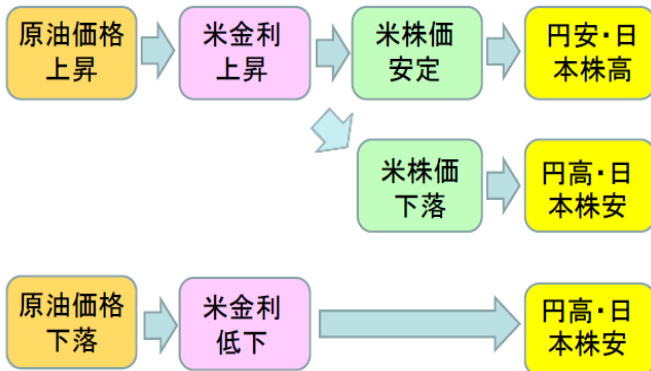 原油価格
上昇
米金利
上昇
米株価
安定
円安・日
本株高
米株価
下落
円高・日
本株安
原油価格
下落
米金利
低下
円高・日
本株安